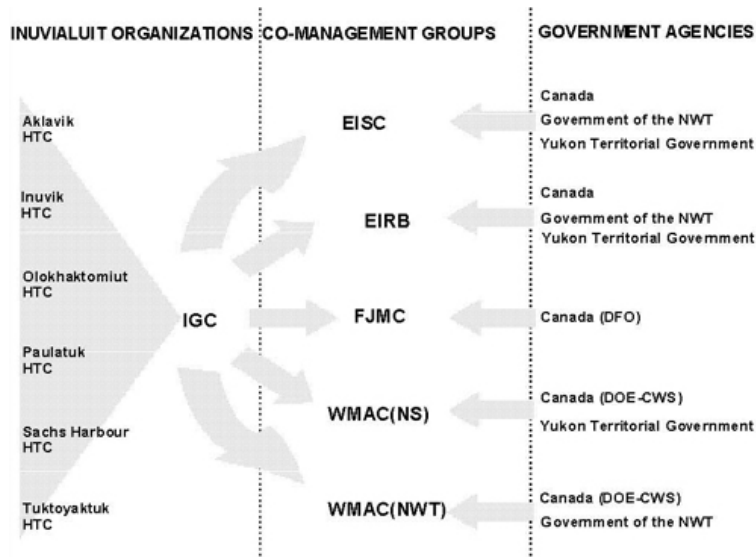 INUVIALUIT ORGANIZATIONS
CO-MANAGEMENT GROUPS
GOVERNMENT AGENCIES
Aklavik
HTC
Inuvik
HTC
Olokhaktomiut
HTC
Paulatuk
HTC
Sachs Harbour
HTC
Tuktoyaktuk
HTC
IGC
EISC
EIRB
FJMC
WMAC(NS)
WMAC(NWT)
Canada
Government of the NWT
Yukon Territorial Government
Canada
Government of the NWT
Yukon Territorial Government
Canada (DFO)
Canada (DOE-CWS)
Yukon Territorial Government
Canada (DOE-CWS)
Government of the NWT